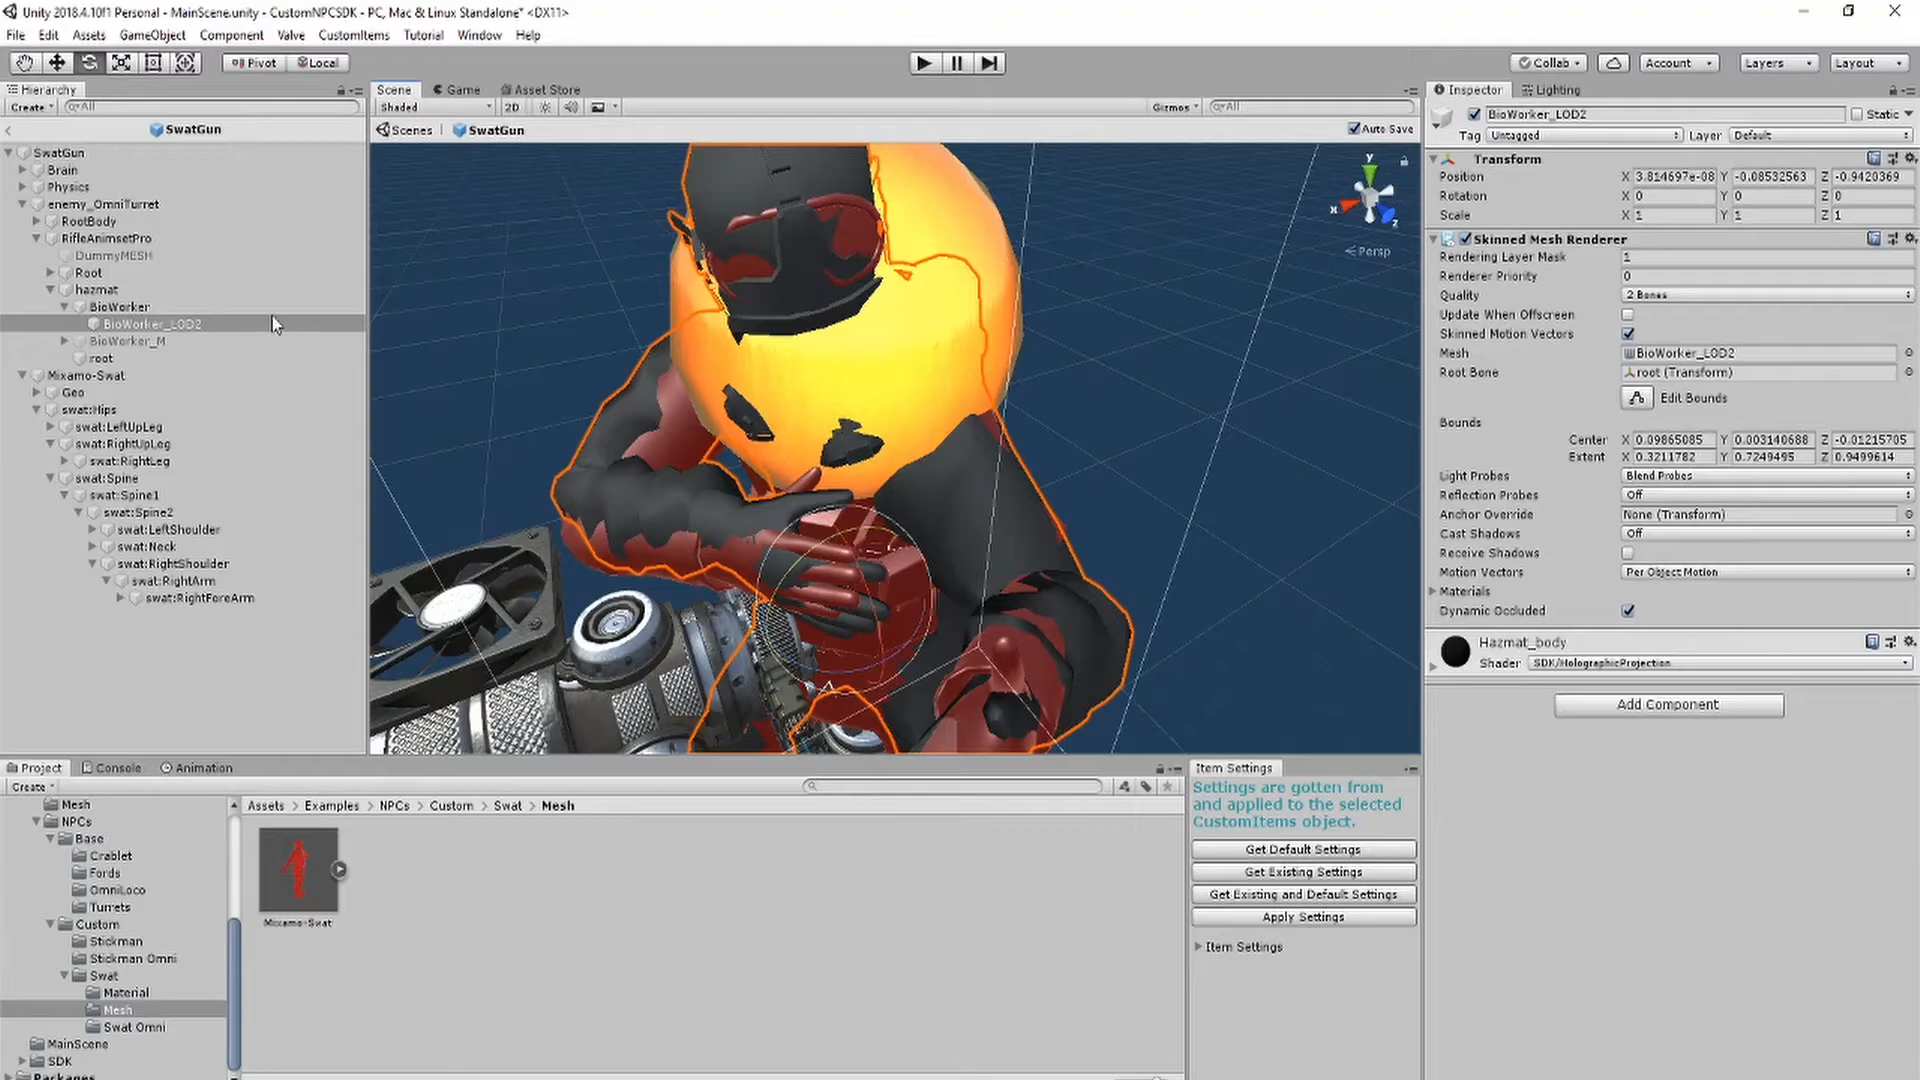 Unity 2018.4.10f1 Personal - MainScene.unity - CustomNPCSDK - PC, Mac & Linux Standalone* <DX11>
File Edit Assets GameObject Component Valve CustomItems Tutorial Window Help
Pivot Local Collab Account Layers Layout
Hierarchy
Create All
SwatGun
SwatGun
Brain
Physics
enemy_OmniTurret
RootBody
RifleAnimsetPro
DummyMESH
Root
hazmat
BioWorker
BioWorker_LOD2
BioWorker_M
root
Mixamo-Swat
Geo
swat:Hips
swat:LeftUpLeg
swat:RightUpLeg
swat:RightLeg
swat:Spine
swat:Spine1
swat:Spine2
swat:LeftShoulder
swat:Neck
swat:RightShoulder
swat:RightArm
swat:RightForeArm
Scene Game Asset Store
Shaded 2D Gizmos All
Scenes SwatGun Auto Save
y
x
z
Persp
Inspector Lighting
BioWorker_LOD2 Static
Tag Untagged Layer Default
Transform
Position X 3.814697e-08 Y -0.08532563 Z -0.9420369
Rotation X 0 Y 0 Z 0
Scale X 1 Y 1 Z 1
Skinned Mesh Renderer
Rendering Layer Mask 1
Renderer Priority 0
Quality 2 Bones
Update When Offscreen
Skinned Motion Vectors
Mesh BioWorker_LOD2
Root Bone root (Transform)
Edit Bounds
Bounds
Center X 0.09865085 Y 0.003140688 Z -0.01215705
Extent X 0.3211782 Y 0.7249495 Z 0.9499614
Light Probes Blend Probes
Reflection Probes Off
Anchor Override None (Transform)
Cast Shadows Off
Receive Shadows
Motion Vectors Per Object Motion
Materials
Dynamic Occluded
Hazmat_body
Shader SDK/HolographicProjection
Add Component
Project Console Animation
Create
Mesh
NPCs
Base
Crablet
Fords
OmniLoco
Turrets
Custom
Stickman
Stickman Omni
Swat
Material
Mesh
Swat Omni
MainScene
SDK
Packages
Assets > Examples > NPCs > Custom > Swat > Mesh
Mixamo-Swat
Item Settings
Settings are gotten from
and applied to the selected
CustomItems object.
Get Default Settings
Get Existing Settings
Get Existing and Default Settings
Apply Settings
Item Settings